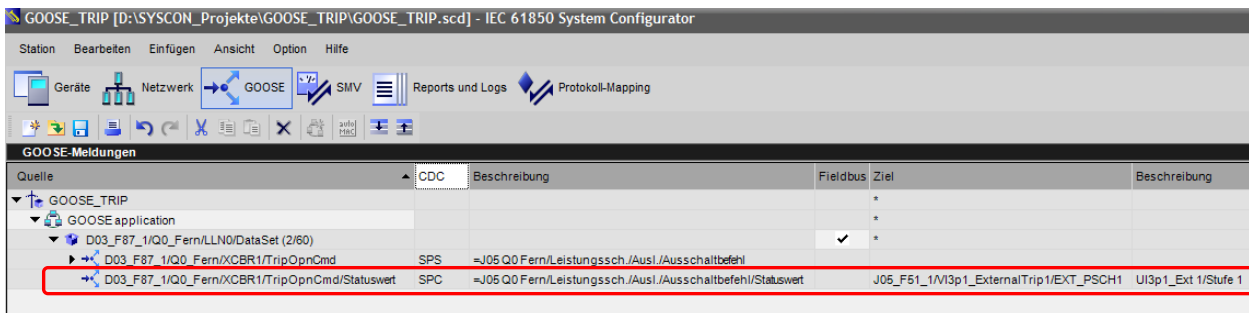 GOOSE_TRIP [D:\SYSCON_Projekte\GOOSE_TRIP\GOOSE_TRIP.scd] - IEC 61850 System Configurator
Station Bearbeiten Einfügen Ansicht Option Hilfe
Geräte Netzwerk GOOSE SMV Reports und Logs Protokoll-Mapping
auto MAC
GOOSE-Meldungen
Quelle CDC Beschreibung Fieldbus Ziel Beschreibung
GOOSE_TRIP *
GOOSE application *
D03_F87_1/Q0_Fern/LLN0/DataSet (2/60) *
D03_F87_1/Q0_Fern/XCBR1/TripOpnCmd SPS =J05 Q0 Fern/Leistungssch./Ausl./Ausschaltbefehl
D03_F87_1/Q0_Fern/XCBR1/TripOpnCmd/Statuswert SPC =J05 Q0 Fern/Leistungssch./Ausl./Ausschaltbefehl/Statuswert J05_F51_1/VI3p1_ExternalTrip1/EXT_PSCH1 UI3p1_Ext 1/Stufe 1